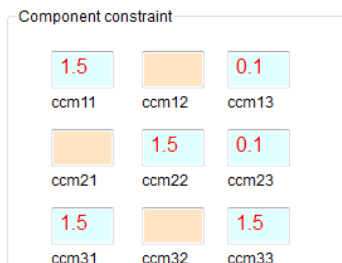 Component constraint
1.5 0.1
ccm11 ccm12 ccm13
1.5 0.1
ccm21 ccm22 ccm23
1.5 1.5
ccm31 ccm32 ccm33